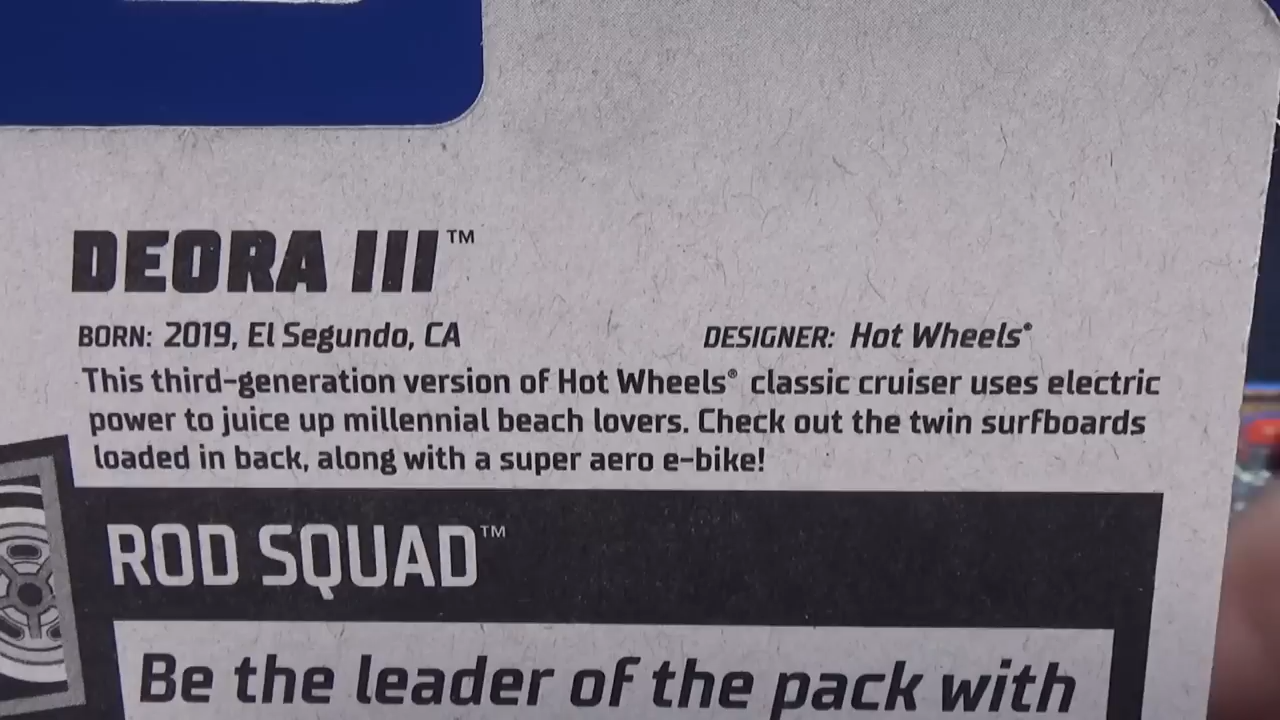 DEORA III™
BORN: 2019, El Segundo, CA DESIGNER: Hot Wheels®
This third-generation version of Hot Wheels® classic cruiser uses electric
power to juice up millennial beach lovers. Check out the twin surfboards
loaded in back, along with a super aero e-bike!
ROD SQUAD™
Be the leader of the pack with